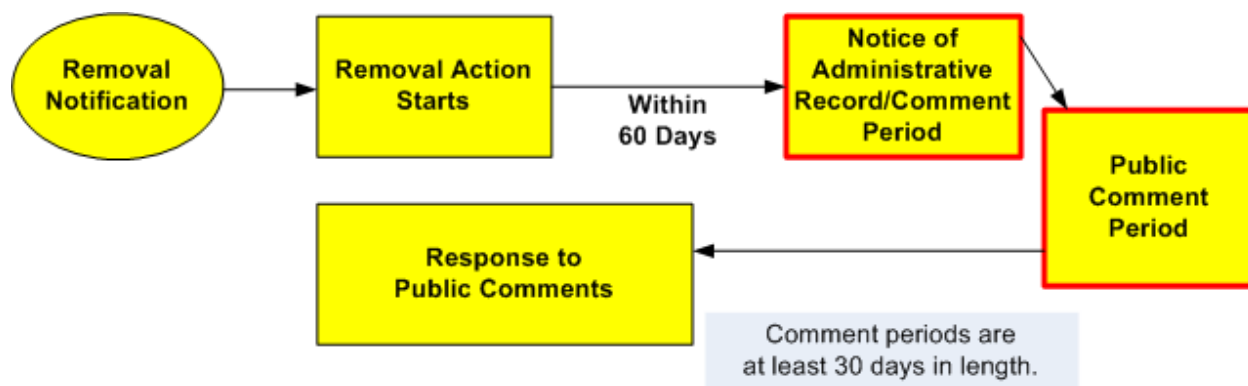 Removal
Notification
Removal Action
Starts
Within
60 Days
Notice of
Administrative
Record/Comment
Period
Public
Comment
Period
Response to
Public Comments
Comment periods are
at least 30 days in length.